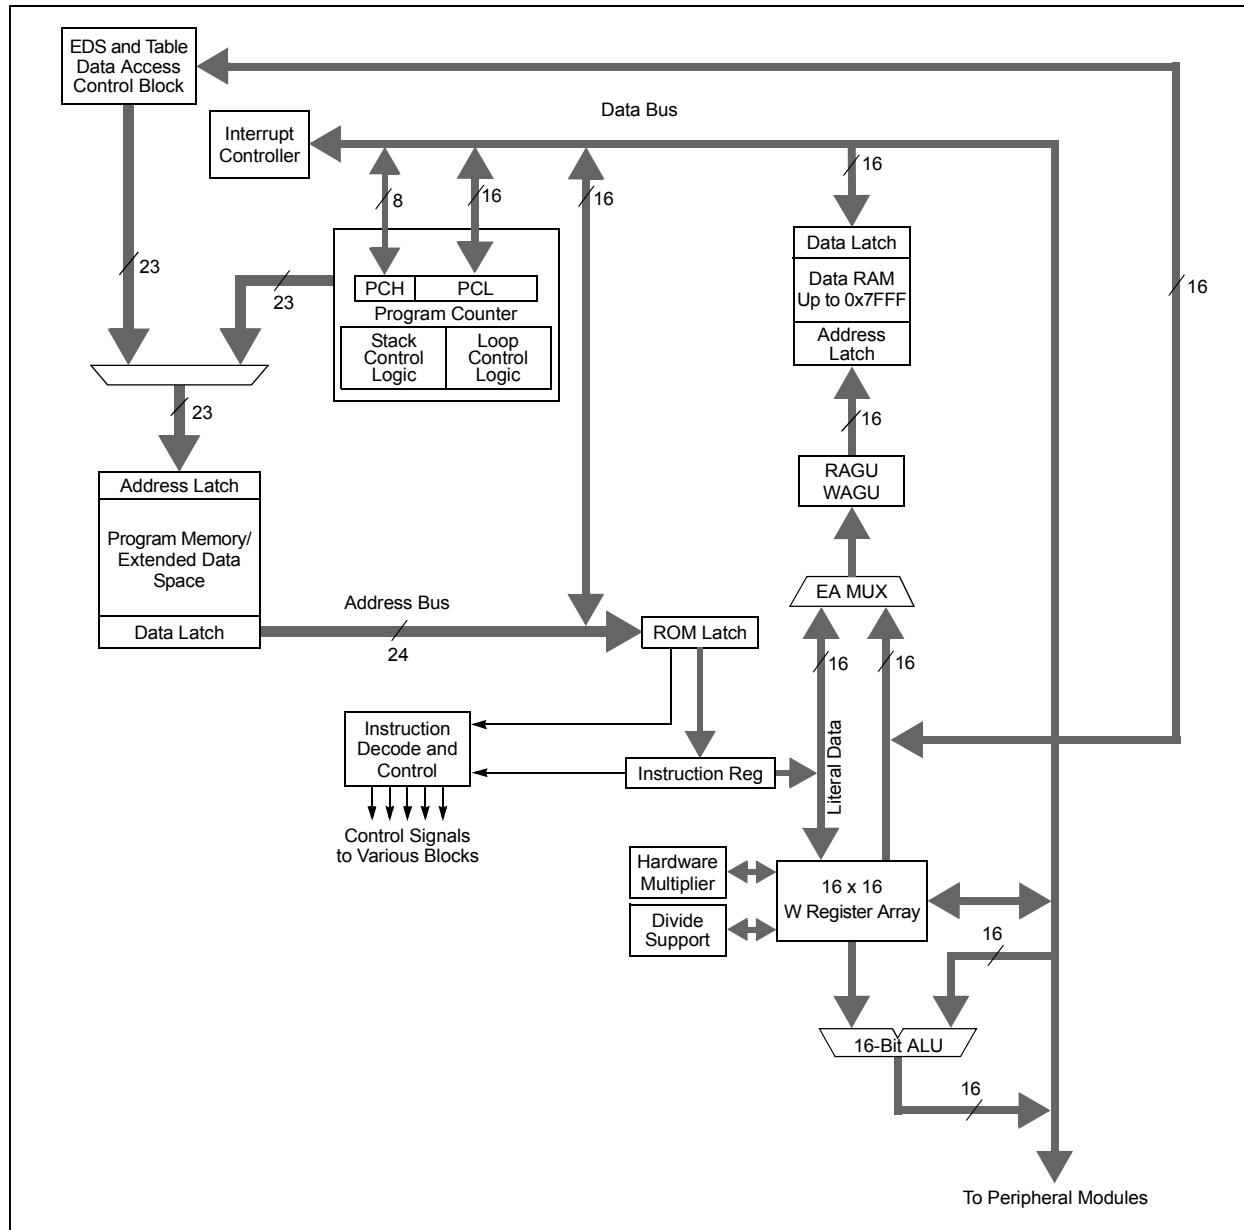 EDS and Table
Data Access
Control Block
Data Bus
Interrupt
Controller
16
8
16
16
Data Latch
Data RAM
Up to 0x7FFF
Address
Latch
23
23
16
PCH
PCL
Program Counter
Stack
Control
Logic
Loop
Control
Logic
23
16
RAGU
WAGU
Address Latch
Program Memory/
Extended Data
Space
Data Latch
EA MUX
Address Bus
24
ROM Latch
16
16
Instruction
Decode and
Control
Instruction Reg
Literal Data
Control Signals
to Various Blocks
Hardware
Multiplier
Divide
Support
16 x 16
W Register Array
16
16-Bit ALU
16
To Peripheral Modules